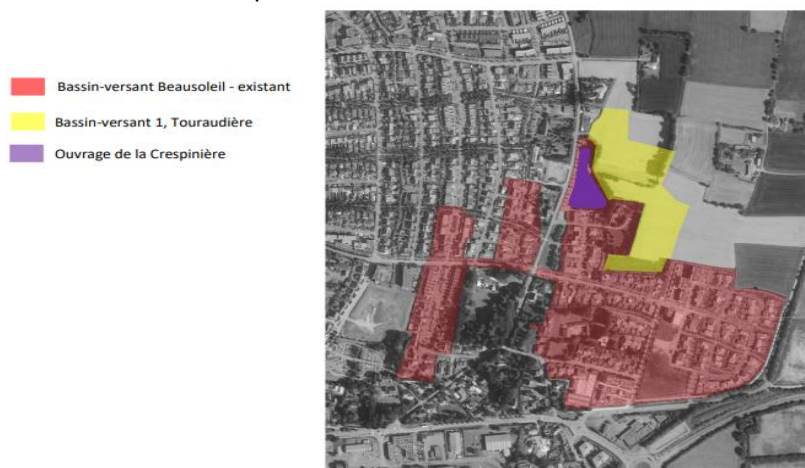 Bassin-versant Beausoleil - existant
Bassin-versant 1, Touraudière
Ouvrage de la Crespinière